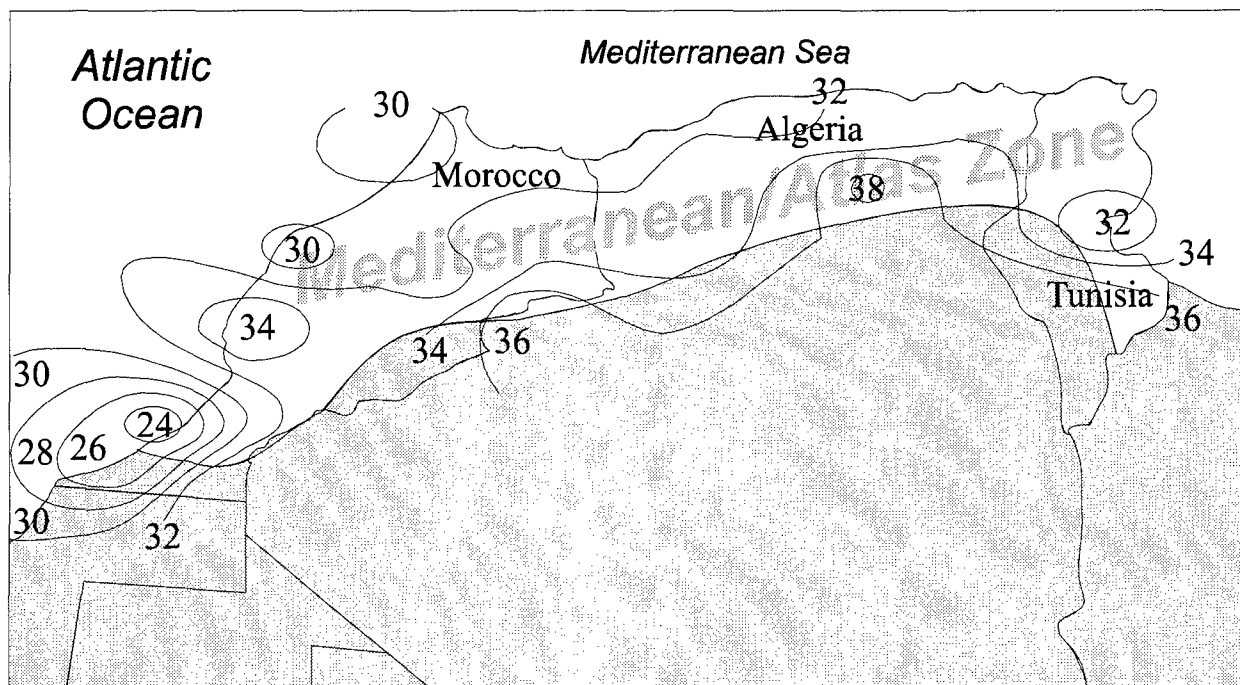 Atlantic
Ocean
Mediterranean Sea
30
32
Algeria
Morocco
Mediterranean/Atlas Zone
38
32
30
34
34
Tunisia
36
34
36
30
24
28
26
30
32